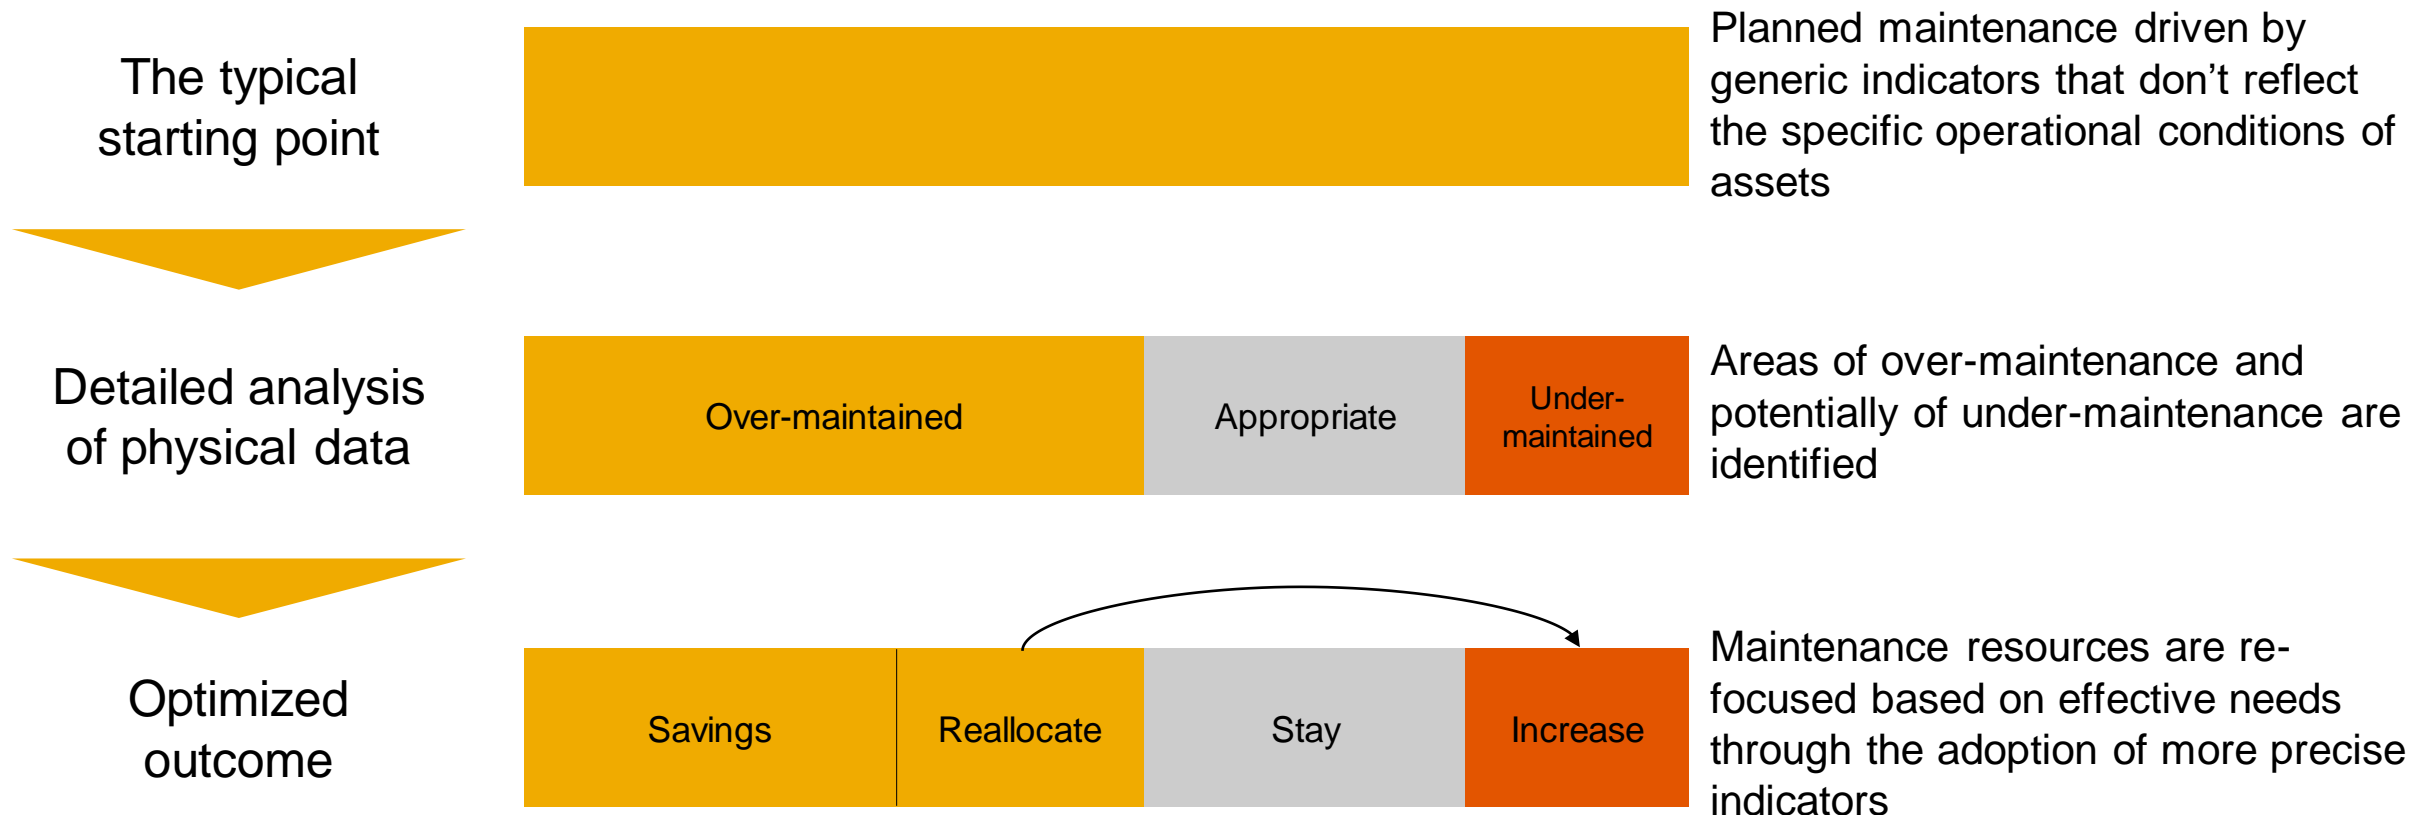 The typical
starting point
Planned maintenance driven by
generic indicators that don’t reflect
the specific operational conditions of
assets
Detailed analysis
of physical data
Over-maintained
Appropriate
Under-
maintained
Areas of over-maintenance and
potentially of under-maintenance are
identified
Optimized
outcome
Savings
Reallocate
Stay
Increase
Maintenance resources are re-
focused based on effective needs
through the adoption of more precise
indicators